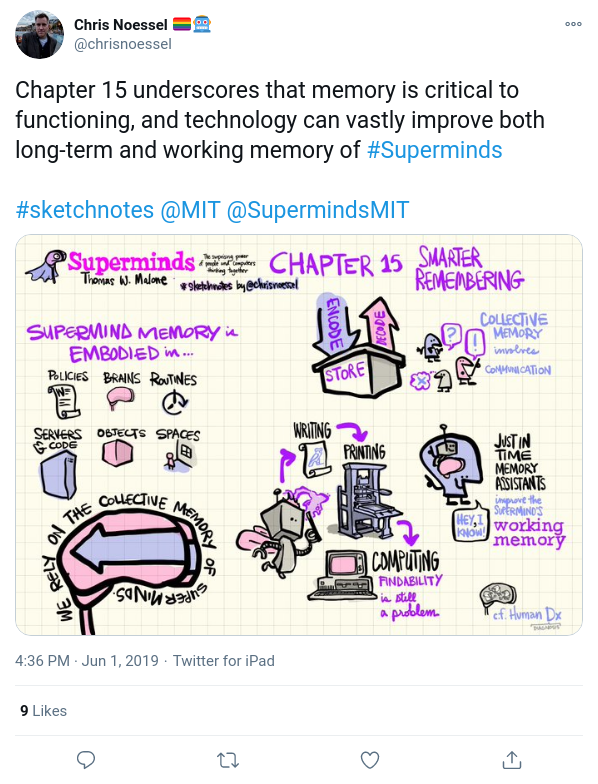 Chris Noessel 🏳️‍🌈🤖
@chrisnoessel
Chapter 15 underscores that memory is critical to
functioning, and technology can vastly improve both
long-term and working memory of #Superminds
#sketchnotes @MIT @SupermindsMIT
Superminds
The surprising power
of people and computers
thinking together
Thomas W. Malone
*Sketchnotes by @chrisnoessel
CHAPTER 15
SMARTER
REMEMBERING
SUPERMIND MEMORY is
EMBODIED in...
POLICIES BRAINS ROUTINES
SERVERS
& CODE
OBJECTS SPACES
WE RELY ON THE COLLECTIVE MEMORY OF SUPERMINDS.
ENCODE
DECODE
STORE
COLLECTIVE
MEMORY
involves
COMMUNICATION
?
!
WRITING
PRINTING
COMPUTING
FINDABILITY
is still
a problem
JUST IN
TIME
MEMORY
ASSISTANTS
improve the
SUPERMIND'S
working
memory
HEY, I
KNOW!
c.f. Human Dx
4:36 PM · Jun 1, 2019 · Twitter for iPad
9 Likes